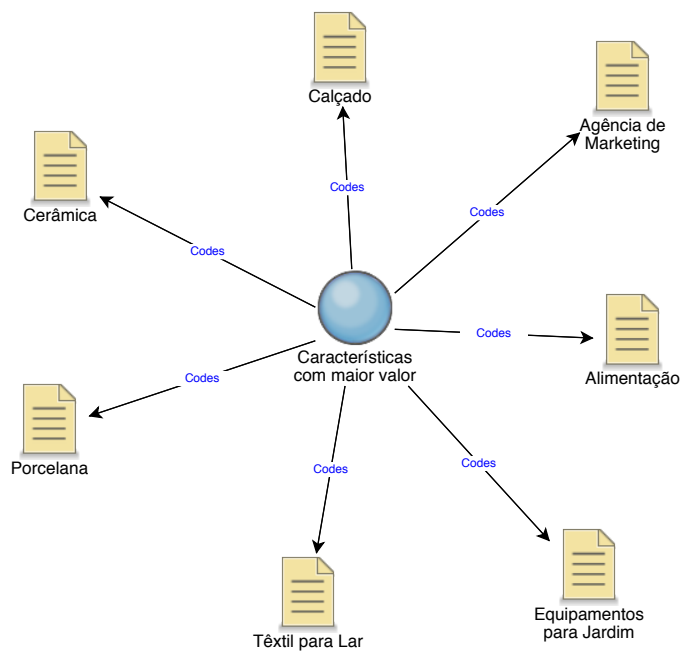 Calçado
Agência de
Marketing
Codes
Cerâmica
Codes
Codes
Codes
Alimentação
Características
com maior valor
Codes
Porcelana
Codes
Codes
Equipamentos
para Jardim
Têxtil para Lar